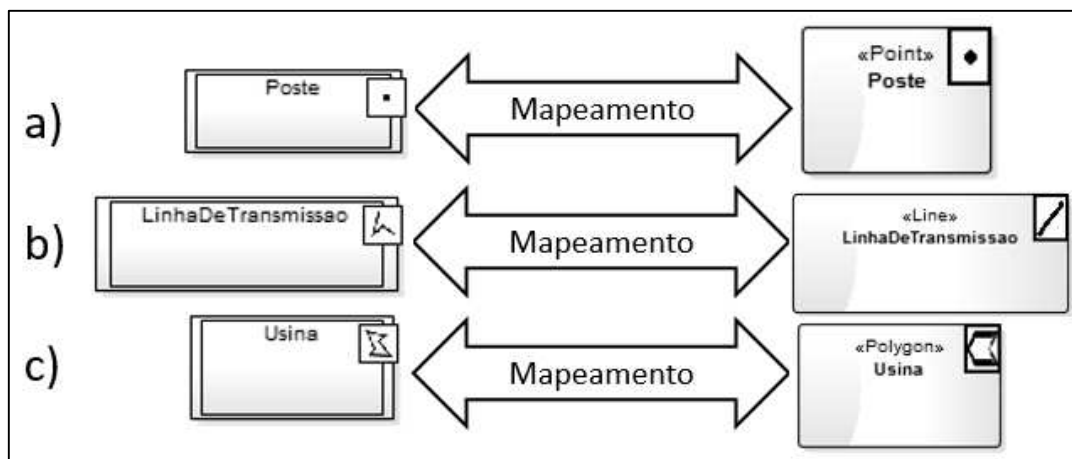 a)
Poste
Mapeamento
«Point»
Poste
b)
LinhaDeTransmissao
Mapeamento
«Line»
LinhaDeTransmissao
c)
Usina
Mapeamento
«Polygon»
Usina